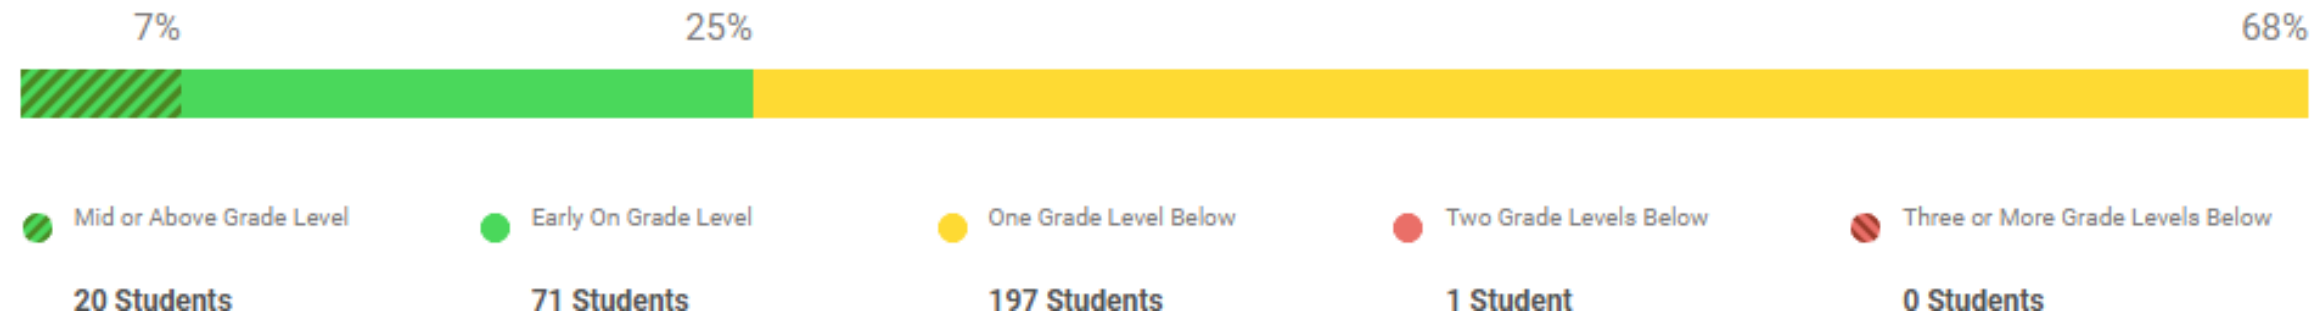 7% 25% 68%
Mid or Above Grade Level Early On Grade Level One Grade Level Below Two Grade Levels Below Three or More Grade Levels Below
20 Students 71 Students 197 Students 1 Student 0 Students